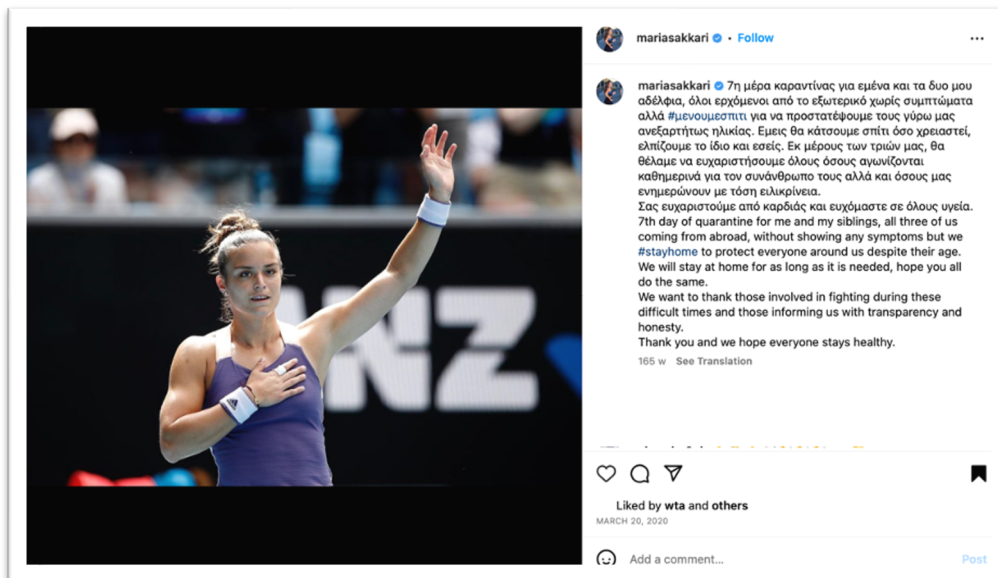 mariasakkari • Follow
mariasakkari 7η μέρα καραντίνας για εμένα και τα δυο μου
αδέλφια, όλοι ερχόμενοι από το εξωτερικό χωρίς συμπτώματα
αλλά #μενουμεσπιτι για να προστατέψουμε τους γύρω μας
ανεξαρτήτως ηλικίας. Εμεις θα κάτσουμε σπίτι όσο χρειαστεί,
ελπίζουμε το ίδιο και εσείς. Εκ μέρους των τριών μας, θα
θέλαμε να ευχαριστήσουμε όλους όσους αγωνίζονται
καθημερινά για τον συνάνθρωπο τους αλλά και όσους μας
ενημερώνουν με τόση ειλικρίνεια.
Σας ευχαριστούμε από καρδιάς και ευχόμαστε σε όλους υγεία.
7th day of quarantine for me and my siblings, all three of us
coming from abroad, without showing any symptoms but we
#stayhome to protect everyone around us despite their age.
We will stay at home for as long as it is needed, hope you all
do the same.
We want to thank those involved in fighting during these
difficult times and those informing us with transparency and
honesty.
Thank you and we hope everyone stays healthy.
165 w See Translation
NZ
Liked by wta and others
MARCH 20, 2020
Add a comment...
Post